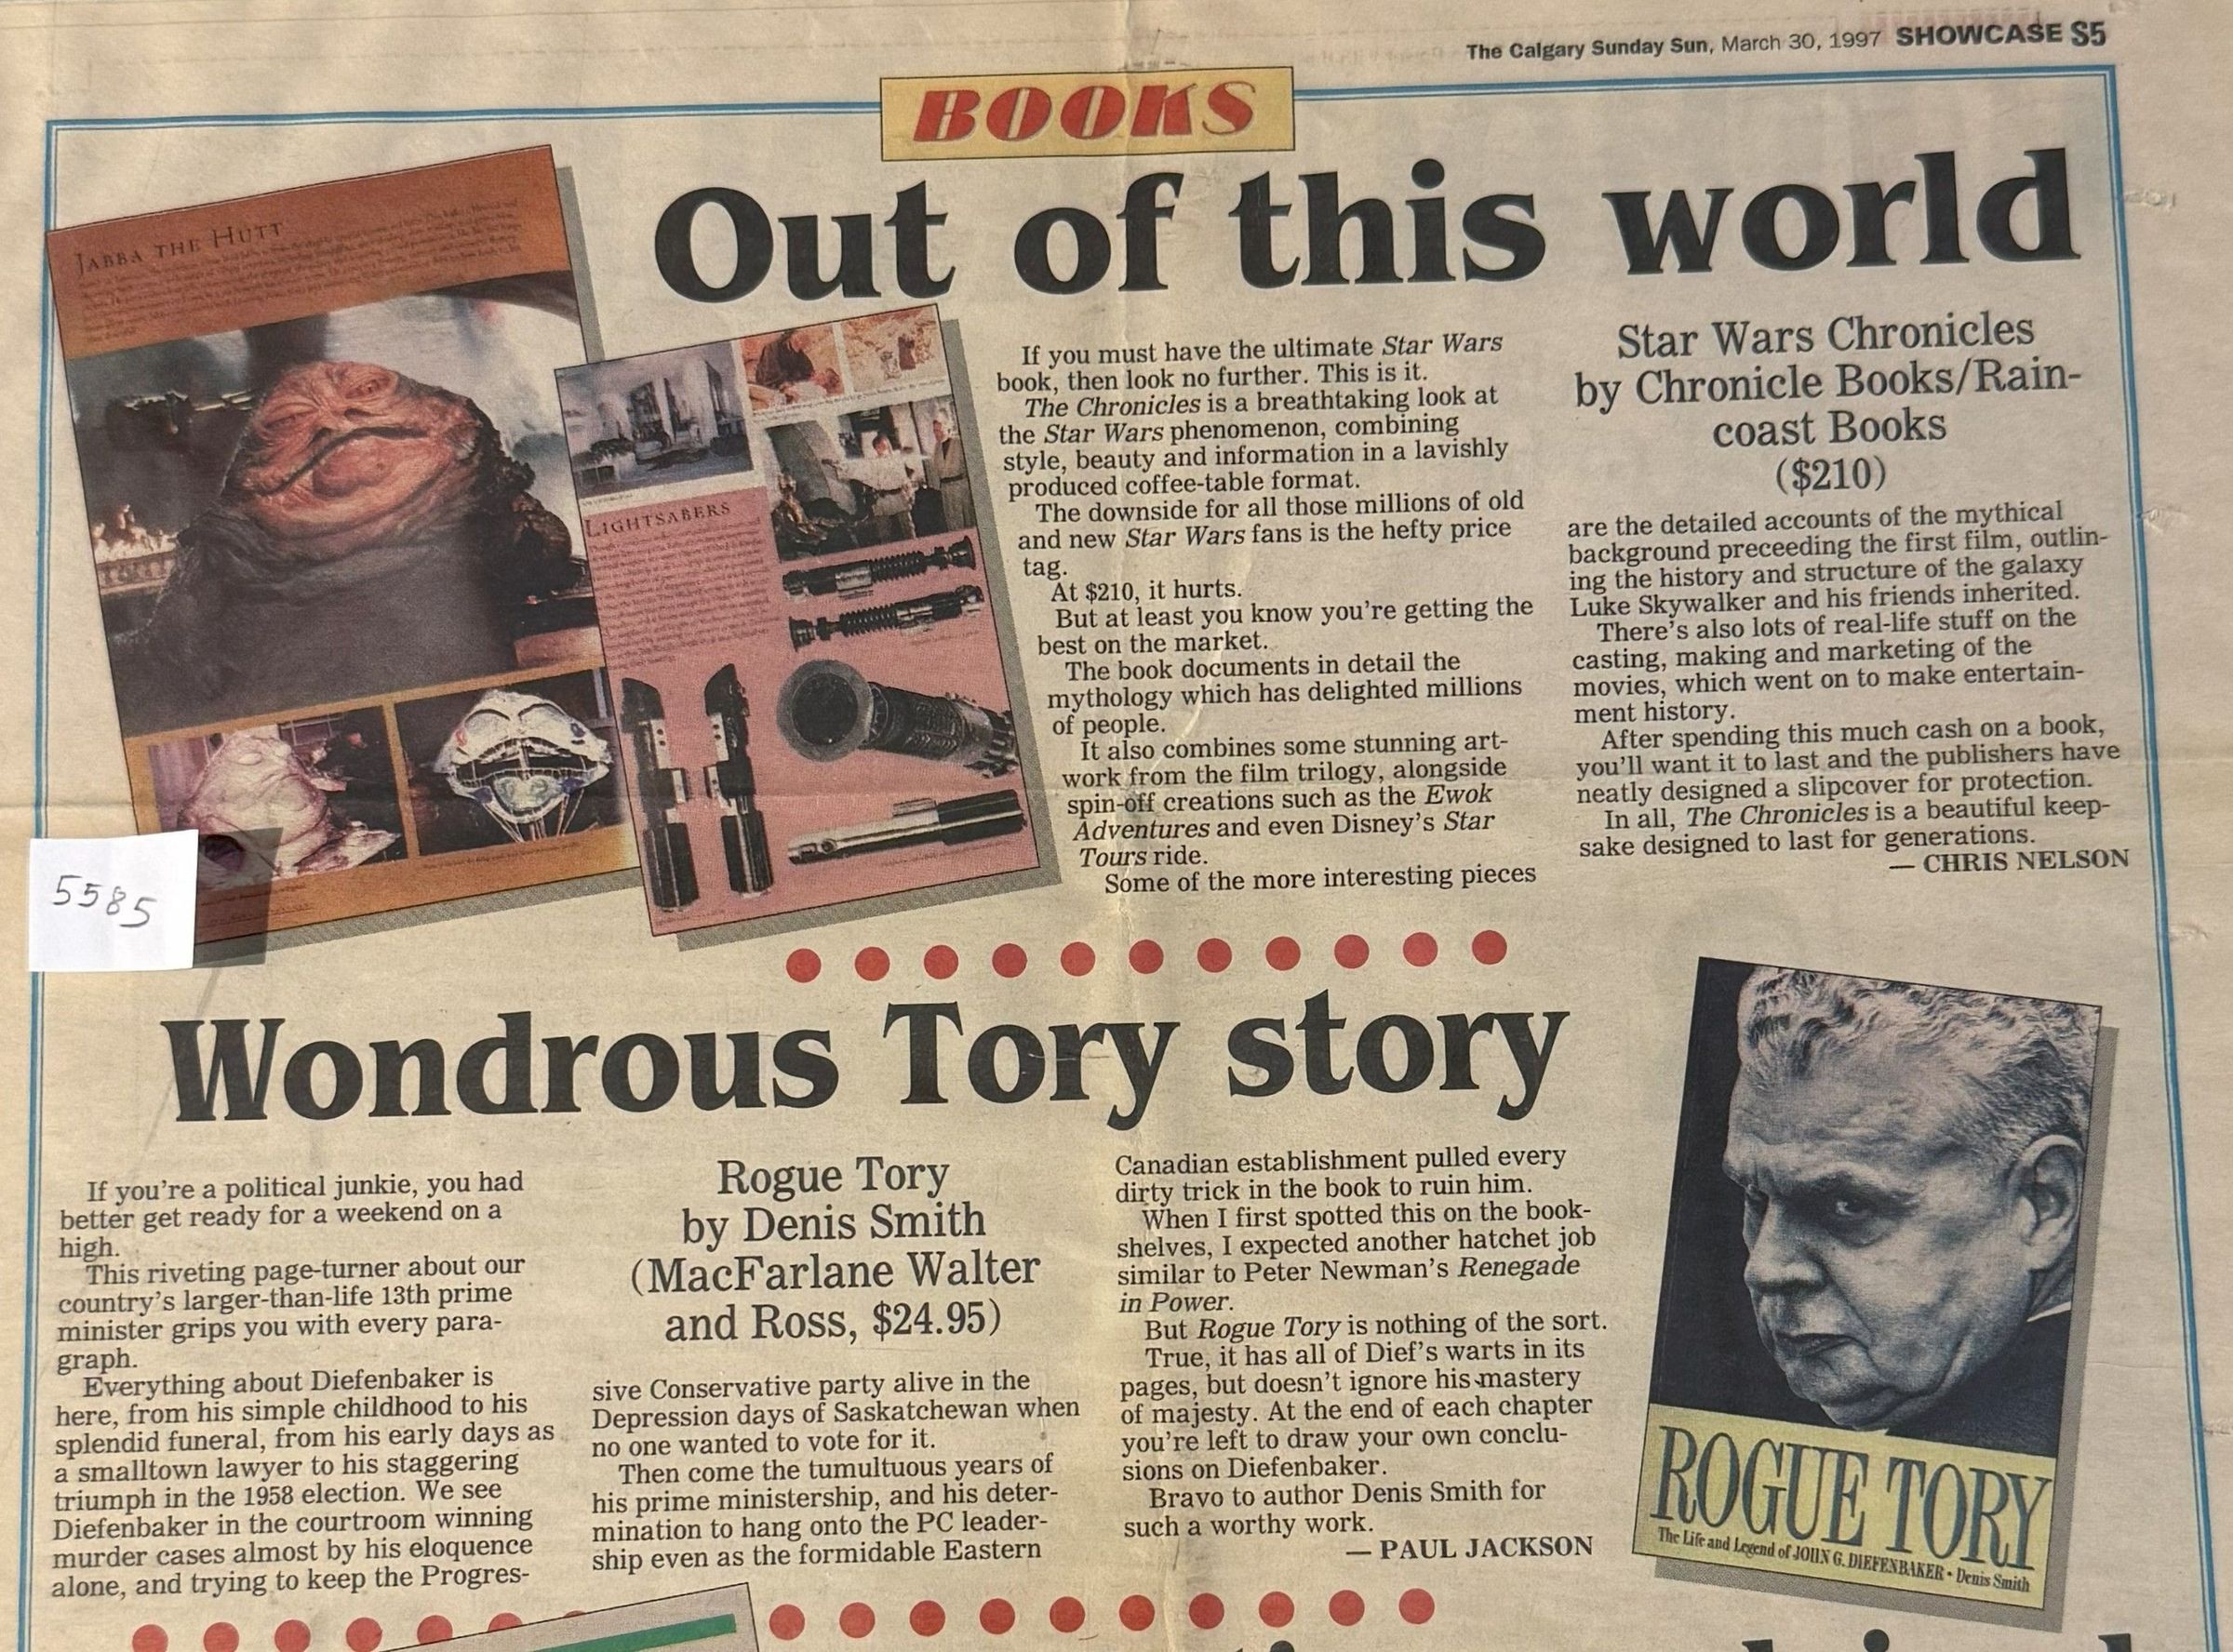 The Calgary Sunday Sun, March 30, 1997 SHOWCASE S5
BOOKS
Out of this world
JABBA THE HUTT
LIGHTSABERS
If you must have the ultimate Star Wars
book, then look no further. This is it.
The Chronicles is a breathtaking look at
the Star Wars phenomenon, combining
style, beauty and information in a lavishly
produced coffee-table format.
The downside for all those millions of old
and new Star Wars fans is the hefty price
tag.
At $210, it hurts.
But at least you know you're getting the
best on the market.
The book documents in detail the
mythology which has delighted millions
of people.
It also combines some stunning art-
work from the film trilogy, alongside
spin-off creations such as the Ewok
Adventures and even Disney's Star
Tours ride.
Some of the more interesting pieces
Star Wars Chronicles
by Chronicle Books/Rain-
coast Books
($210)
are the detailed accounts of the mythical
background preceeding the first film, outlin-
ing the history and structure of the galaxy
Luke Skywalker and his friends inherited.
There's also lots of real-life stuff on the
casting, making and marketing of the
movies, which went on to make entertain-
ment history.
After spending this much cash on a book,
you'll want it to last and the publishers have
neatly designed a slipcover for protection.
In all, The Chronicles is a beautiful keep-
sake designed to last for generations.
— CHRIS NELSON
5585
Wondrous Tory story
If you're a political junkie, you had
better get ready for a weekend on a
high.
This riveting page-turner about our
country's larger-than-life 13th prime
minister grips you with every para-
graph.
Everything about Diefenbaker is
here, from his simple childhood to his
splendid funeral, from his early days as
a smalltown lawyer to his staggering
triumph in the 1958 election. We see
Diefenbaker in the courtroom winning
murder cases almost by his eloquence
alone, and trying to keep the Progres-
Rogue Tory
by Denis Smith
(MacFarlane Walter
and Ross, $24.95)
sive Conservative party alive in the
Depression days of Saskatchewan when
no one wanted to vote for it.
Then come the tumultuous years of
his prime ministership, and his deter-
mination to hang onto the PC leader-
ship even as the formidable Eastern
Canadian establishment pulled every
dirty trick in the book to ruin him.
When I first spotted this on the book-
shelves, I expected another hatchet job
similar to Peter Newman's Renegade
in Power.
But Rogue Tory is nothing of the sort.
True, it has all of Dief's warts in its
pages, but doesn't ignore his mastery
of majesty. At the end of each chapter
you're left to draw your own conclu-
sions on Diefenbaker.
Bravo to author Denis Smith for
such a worthy work.
— PAUL JACKSON
ROGUE TORY
The Life and Legend of JOHN G. DIEFENBAKER • Denis Smith